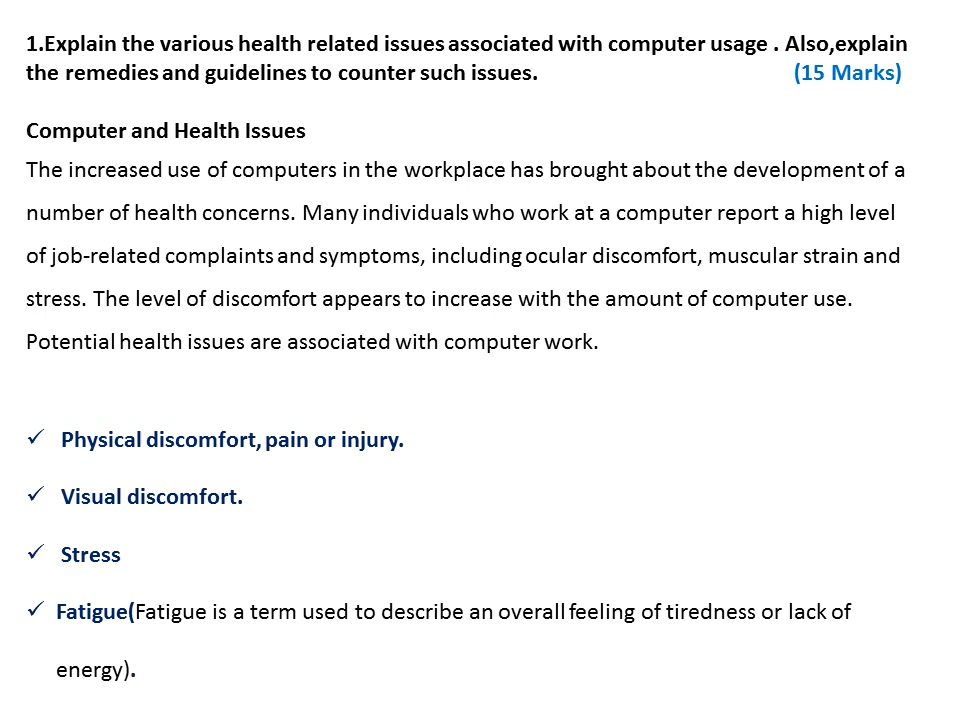 1.Explain the various health related issues associated with computer usage . Also,explain
the remedies and guidelines to counter such issues. (15 Marks)
Computer and Health Issues
The increased use of computers in the workplace has brought about the development of a
number of health concerns. Many individuals who work at a computer report a high level
of job-related complaints and symptoms, including ocular discomfort, muscular strain and
stress. The level of discomfort appears to increase with the amount of computer use.
Potential health issues are associated with computer work.
✓ Physical discomfort, pain or injury.
✓ Visual discomfort.
✓ Stress
✓ Fatigue(Fatigue is a term used to describe an overall feeling of tiredness or lack of
energy).